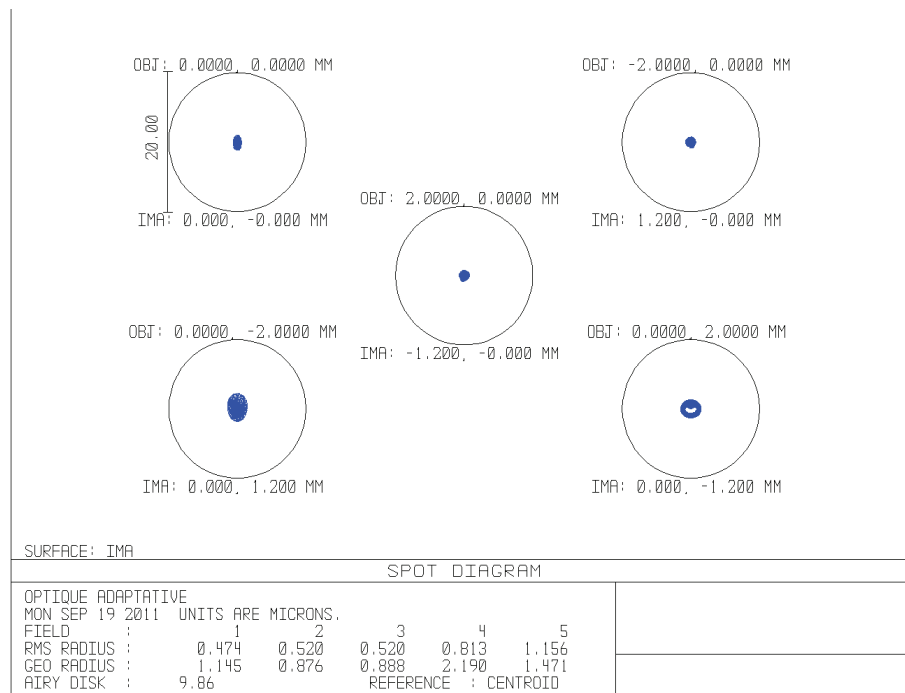 OBJ: 0.0000, 0.0000 MM
OBJ: -2.0000, 0.0000 MM
20.00
IMA: 0.000, -0.000 MM
OBJ: 2.0000, 0.0000 MM
IMA: 1.200, -0.000 MM
OBJ: 0.0000, -2.0000 MM
IMA: -1.200, -0.000 MM
OBJ: 0.0000, 2.0000 MM
IMA: 0.000, 1.200 MM
IMA: 0.000, -1.200 MM
SURFACE: IMA
SPOT DIAGRAM
OPTIQUE ADAPTATIVE
MON SEP 19 2011 UNITS ARE MICRONS.
FIELD : 1 2 3 4 5
RMS RADIUS : 0.474 0.520 0.520 0.813 1.156
GEO RADIUS : 1.145 0.876 0.888 2.190 1.471
AIRY DISK : 9.86 REFERENCE : CENTROID